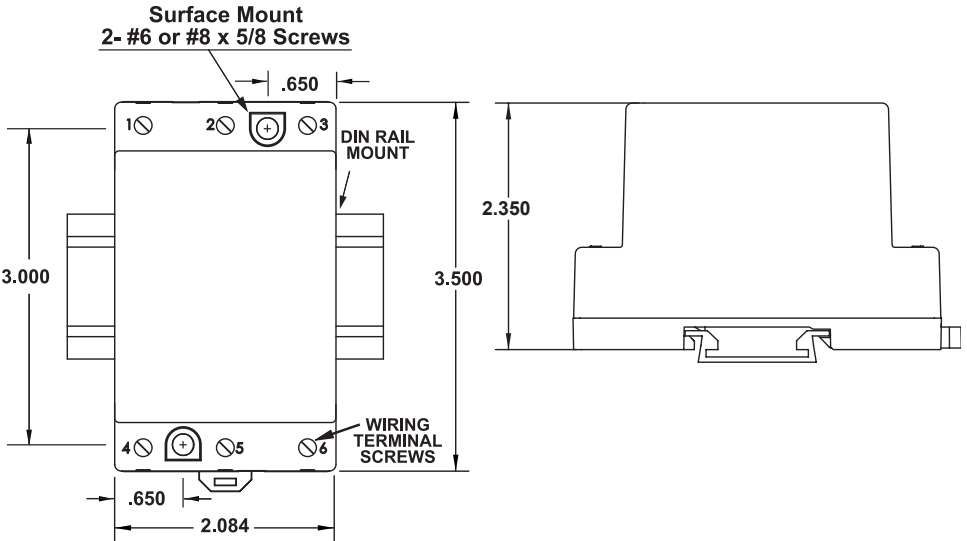 Surface Mount
2- #6 or #8 x 5/8 Screws
.650
1
2
3
DIN RAIL
MOUNT
2.350
3.000
3.500
4
5
6
WIRING
TERMINAL
SCREWS
.650
2.084